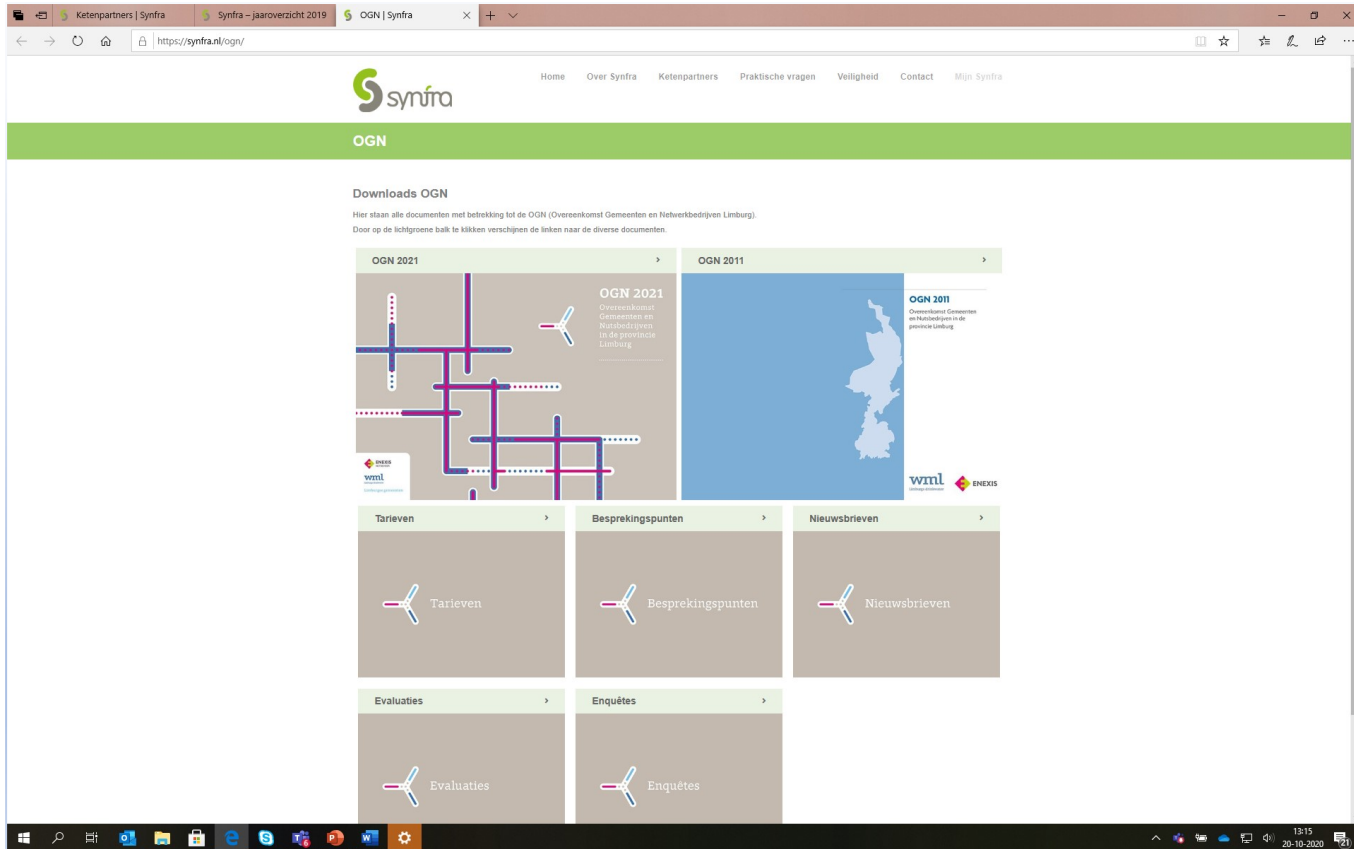 Ketenpartners | Synfra
Synfra – jaaroverzicht 2019
OGN | Synfra
https://synfra.nl/ogn/
synfra
Home Over Synfra Ketenpartners Praktische vragen Veiligheid Contact Mijn Synfra
OGN
Downloads OGN
Hier staan alle documenten met betrekking tot de OGN (Overeenkomst Gemeenten en Netwerkbedrijven Limburg).
Door op de lichtgroene balk te klikken verschijnen de linken naar de diverse documenten.
OGN 2021
OGN 2011
OGN 2021
Overeenkomst
Gemeenten en
Nutsbedrijven
in de provincie
Limburg
ENEXIS
wml
OGN 2011
Overeenkomst Gemeenten
en Nutsbedrijven in de
provincie Limburg
wml
ENEXIS
Tarieven
Besprekingspunten
Nieuwsbrieven
Tarieven
Besprekingspunten
Nieuwsbrieven
Evaluaties
Enquêtes
Evaluaties
Enquêtes
13:15
20-10-2020
21